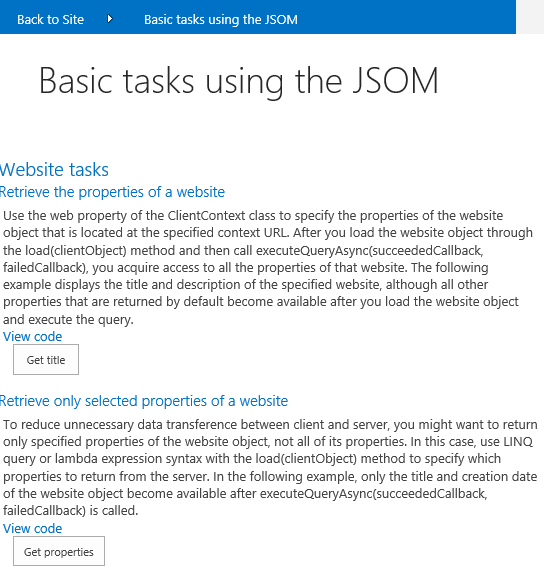 Back to Site Basic tasks using the JSOM
Basic tasks using the JSOM
Website tasks
Retrieve the properties of a website
Use the web property of the ClientContext class to specify the properties of the website
object that is located at the specified context URL. After you load the website object through
the load(clientObject) method and then call executeQueryAsync(succeededCallback,
failedCallback), you acquire access to all the properties of that website. The following
example displays the title and description of the specified website, although all other
properties that are returned by default become available after you load the website object
and execute the query.
View code
Get title
Retrieve only selected properties of a website
To reduce unnecessary data transference between client and server, you might want to return
only specified properties of the website object, not all of its properties. In this case, use LINQ
query or lambda expression syntax with the load(clientObject) method to specify which
properties to return from the server. In the following example, only the title and creation date
of the website object become available after executeQueryAsync(succeededCallback,
failedCallback) is called.
View code
Get properties